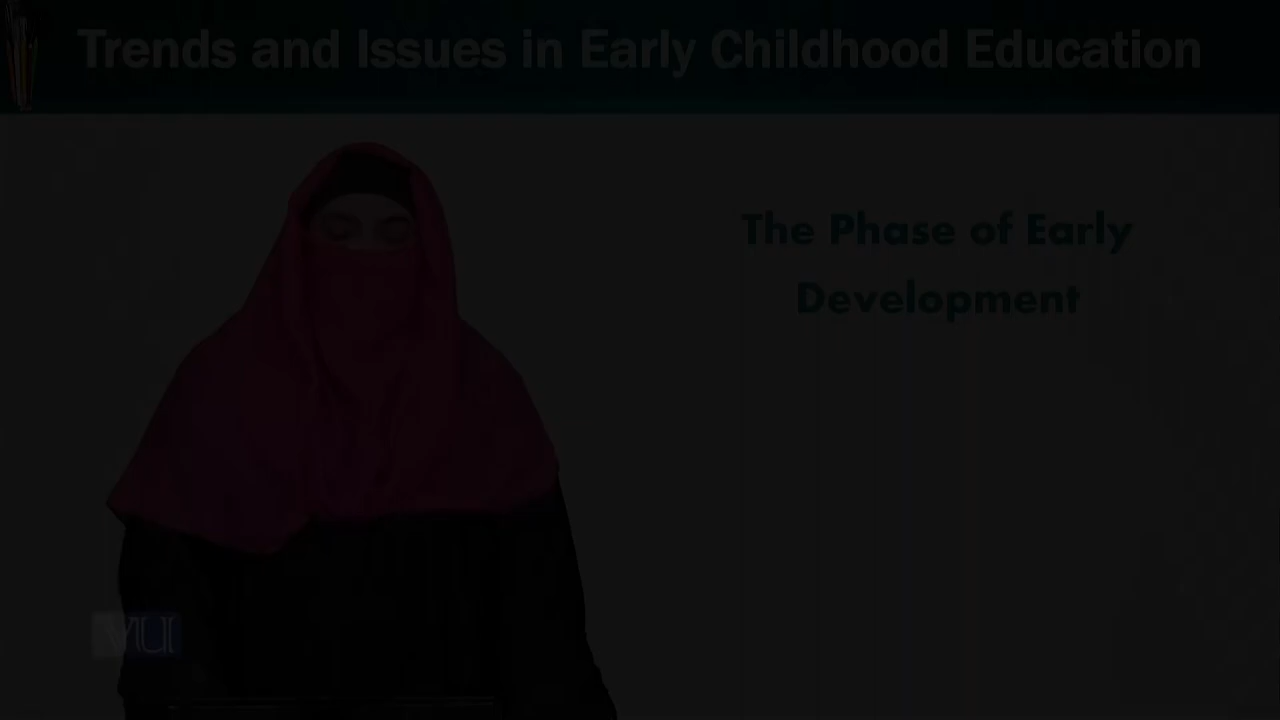 Trends and Issues in Early Childhood Education
The Phase of Early
Development
VU